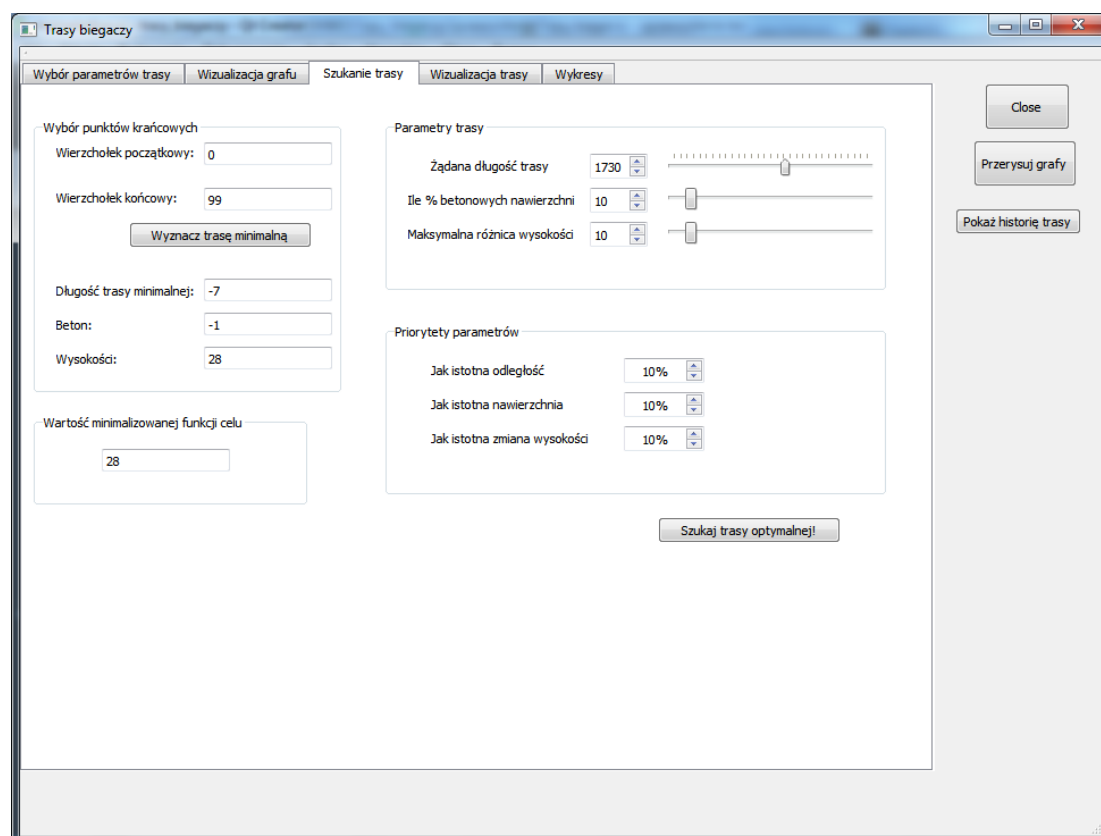 Trasy biegaczy
Wybór parametrów trasy
Wizualizacja grafu
Szukanie trasy
Wizualizacja trasy
Wykresy
Wybór punktów krańcowych
Wierzchołek początkowy: 0
Wierzchołek końcowy: 99
Wyznacz trasę minimalną
Długość trasy minimalnej: -7
Beton: -1
Wysokości: 28
Wartość minimalizowanej funkcji celu
28
Parametry trasy
Żądana długość trasy 1730
Ile % betonowych nawierzchni 10
Maksymalna różnica wysokości 10
Priorytety parametrów
Jak istotna odległość 10%
Jak istotna nawierzchnia 10%
Jak istotna zmiana wysokości 10%
Szukaj trasy optymalnej!
Close
Przerysuj grafy
Pokaż historię trasy